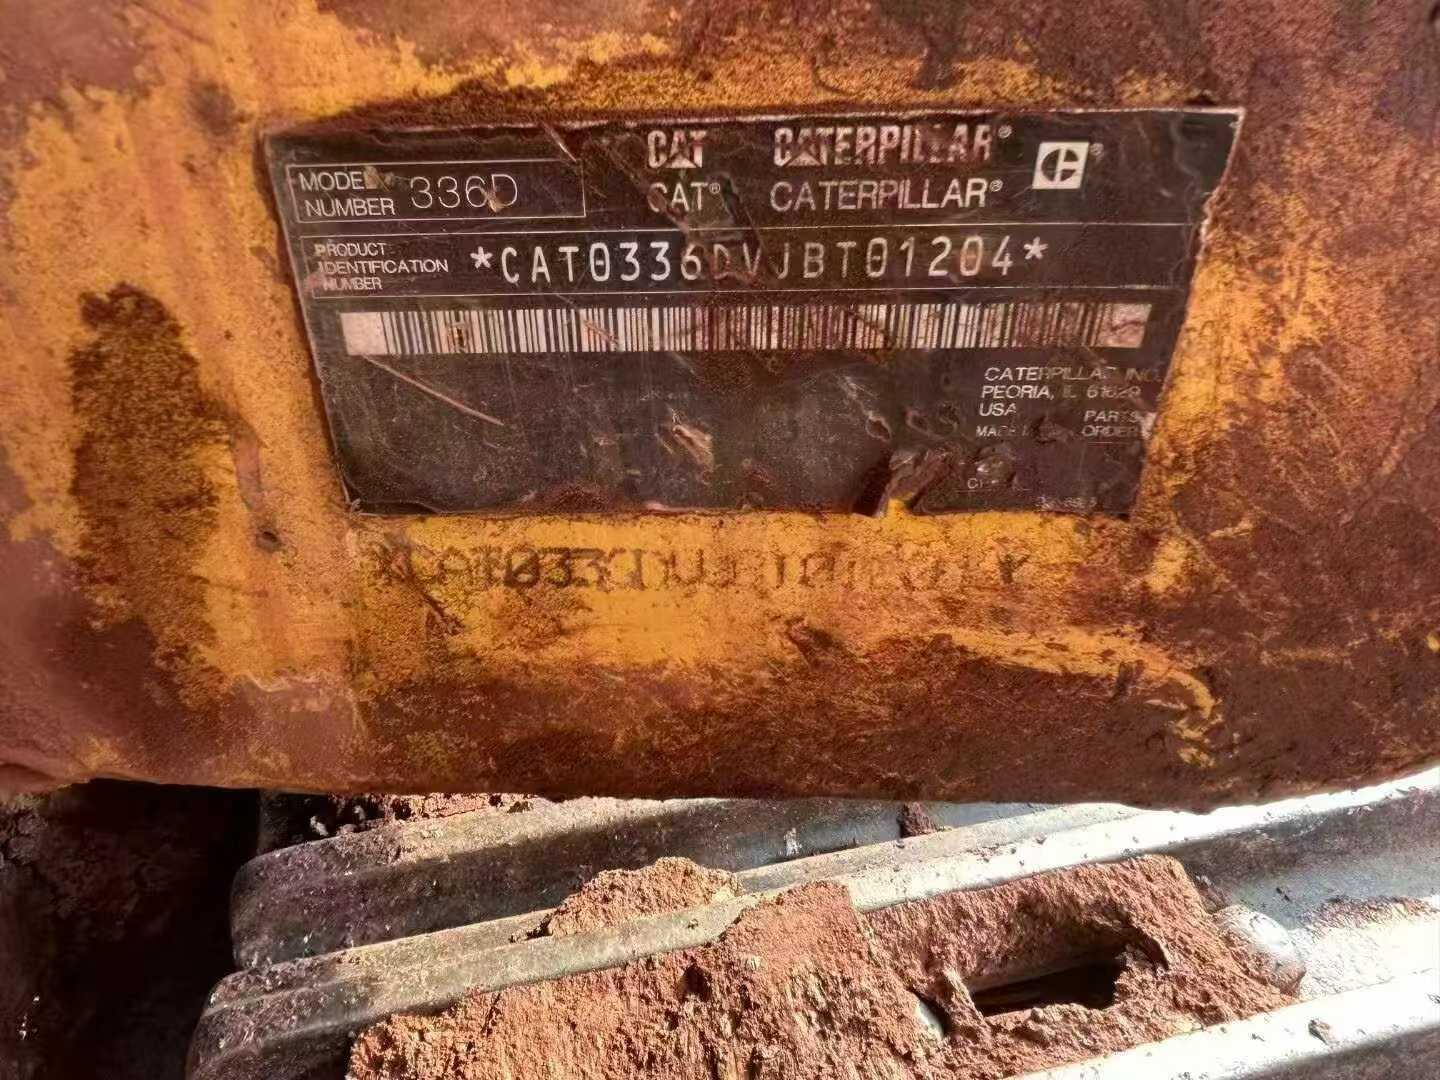 CAT CATERPILLAR®
CAT® CATERPILLAR®
MODEL NUMBER 336D
PRODUCT IDENTIFICATION NUMBER *CAT0336DVJBT01204*
CATERPILLAR INC.
PEORIA, IL 61629
USA
PARTS
ORDER